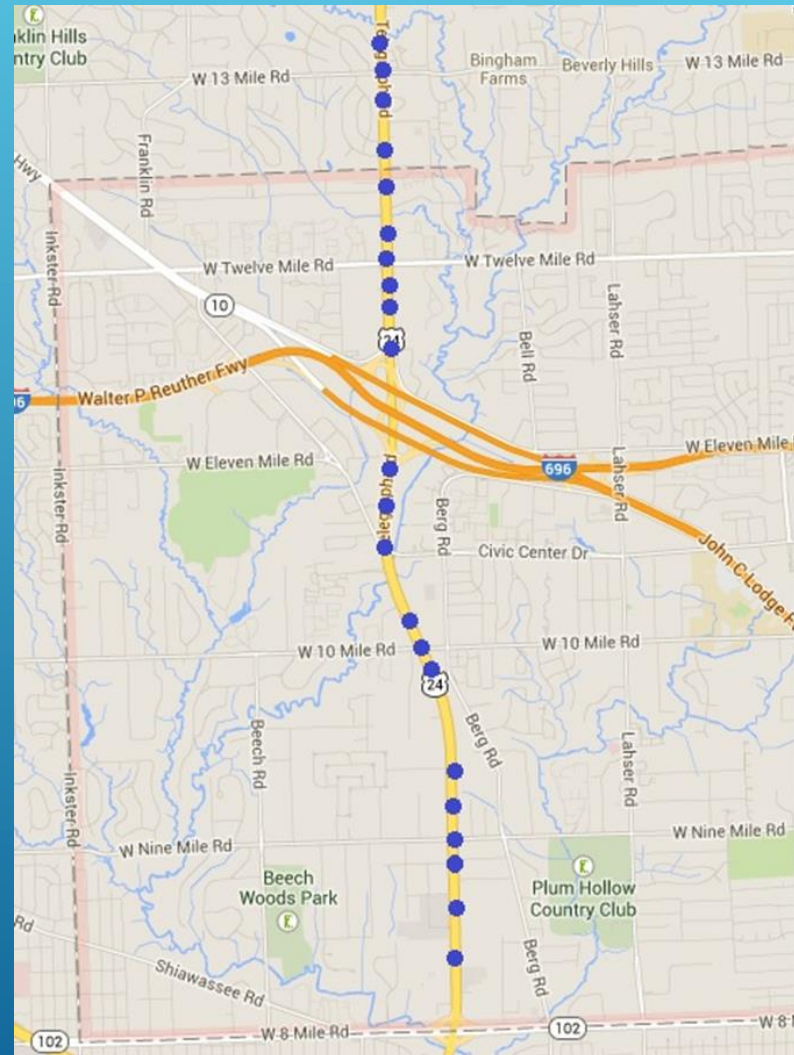 nklin Hills
ntry Club
W 13 Mile Rd
Bingham
Farms
Beverly Hills
W 13 Mile Rd
Franklin Rd
Hwy
Inkster Rd
W Twelve Mile Rd
W Twelve Mile Rd
Lahser Rd
10
24
Bell Rd
Walter P Reuther Fwy
W Eleven Mile Rd
696
W Eleven Mile
Lahser Rd
Inkster Rd
Berg Rd
Civic Center Dr
John C Lodge F
W 10 Mile Rd
W 10 Mile Rd
24
Beech Rd
Berg Rd
Lahser Rd
Inkster Rd
W Nine Mile Rd
W Nine Mile Rd
Beech
Woods Park
Plum Hollow
Country Club
Rd
Shiawassee Rd
Berg Rd
102
W 8 Mile Rd
102
W 8